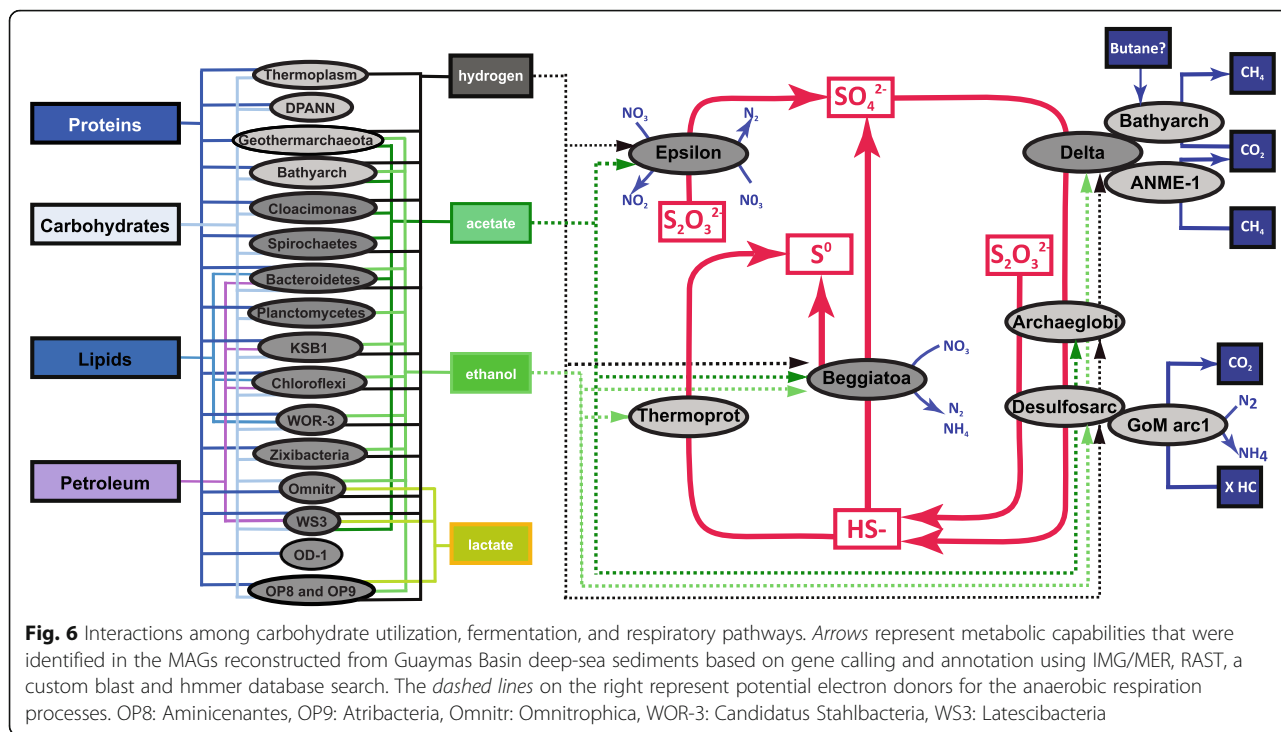 Proteins
Carbohydrates
Lipids
Petroleum
Thermoplasm
DPANN
Geothermarchaeota
Bathyarch
Cloacimonas
Spirochaetes
Bacteroidetes
Planctomycetes
KSB1
Chloroflexi
WOR-3
Zixibacteria
Omnitr
WS3
OD-1
OP8 and OP9
hydrogen
acetate
ethanol
lactate
NO₃
N₂
Epsilon
NO₂
N0₃
S₂O₃²⁻
SO₄²⁻
S⁰
Thermoprot
Beggiatoa
NO₃
N₂
NH₄
HS-
S₂O₃²⁻
Delta
Archaeglobi
Desulfosarc
Butane?
Bathyarch
ANME-1
CH₄
CO₂
CH₄
GoM arc1
CO₂
N2
NH₄
X HC
Fig. 6 Interactions among carbohydrate utilization, fermentation, and respiratory pathways. Arrows represent metabolic capabilities that were
identified in the MAGs reconstructed from Guaymas Basin deep-sea sediments based on gene calling and annotation using IMG/MER, RAST, a
custom blast and hmmer database search. The dashed lines on the right represent potential electron donors for the anaerobic respiration
processes. OP8: Aminicenantes, OP9: Atribacteria, Omnitr: Omnitrophica, WOR-3: Candidatus Stahlbacteria, WS3: Latescibacteria